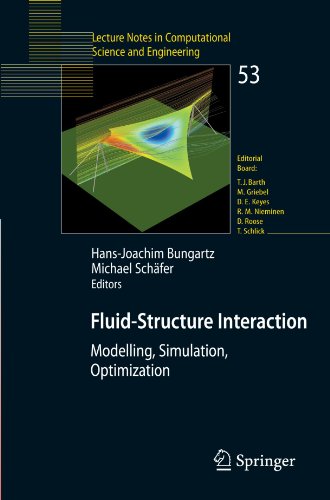 Lecture Notes in Computational
Science and Engineering
53
Editorial
Board:
T. J. Barth
M. Griebel
D. E. Keyes
R. M. Nieminen
D. Roose
T. Schlick
Hans-Joachim Bungartz
Michael Schäfer
Editors
Fluid-Structure Interaction
Modelling, Simulation,
Optimization
Springer